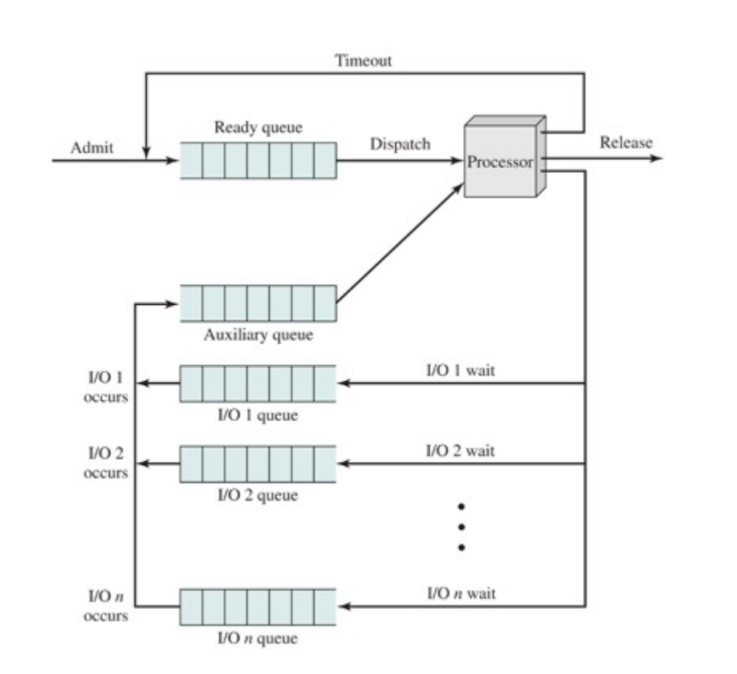 Timeout
Ready queue
Admit
Dispatch
Processor
Release
Auxiliary queue
I/O 1
occurs
I/O 1 wait
I/O 1 queue
I/O 2
occurs
I/O 2 wait
I/O 2 queue
I/O n
occurs
I/O n wait
I/O n queue